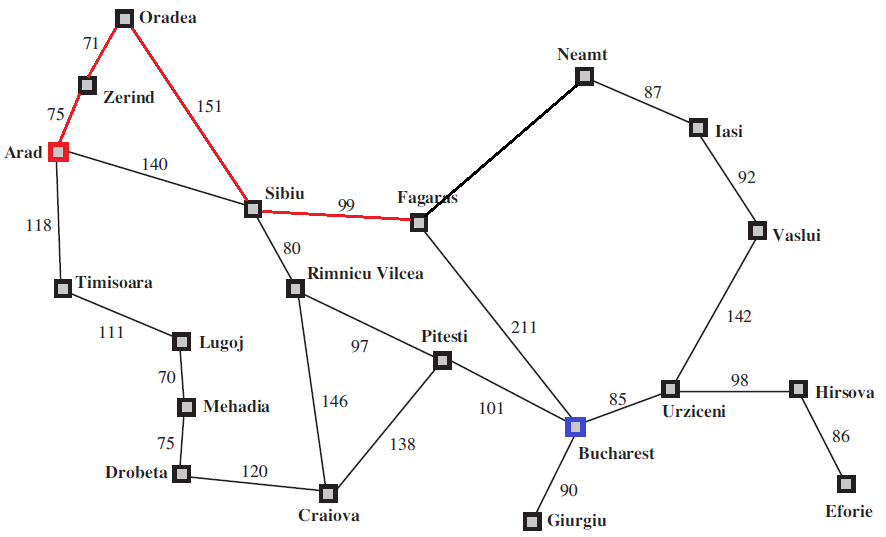 Oradea
71
Neamt
87
Zerind
151
75
Iasi
Arad
140
92
Sibiu
99
Fagaras
118
Vaslui
80
Timisoara
Rimnicu Vilcea
211
142
111
Lugoj
97
Pitesti
70
98
Mehadia
146
101
85
Urziceni
Hirsova
75
138
86
Bucharest
Drobeta
120
90
Craiova
Giurgiu
Eforie